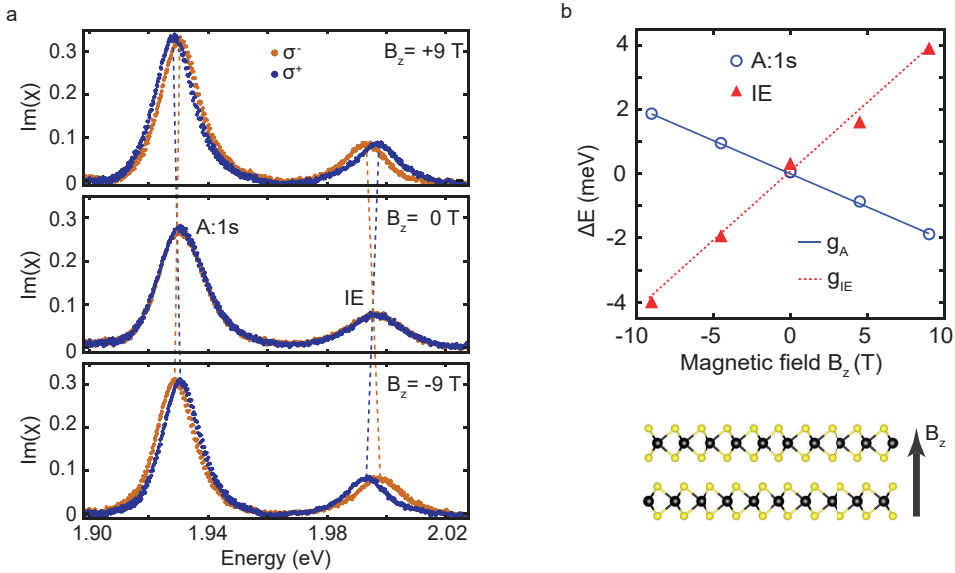 a
Im(χ)
0.3
0.2
0.1
0
σ-
σ+
Bz= +9 T
Im(χ)
0.3
0.2
0.1
0
A:1s
IE
Bz= 0 T
Im(χ)
0.3
0.2
0.1
0
Bz= -9 T
1.90 1.94 1.98 2.02
Energy (eV)
b
ΔE (meV)
4
2
0
-2
-4
A:1s
IE
gA
gIE
-10 -5 0 5 10
Magnetic field Bz (T)
Bz